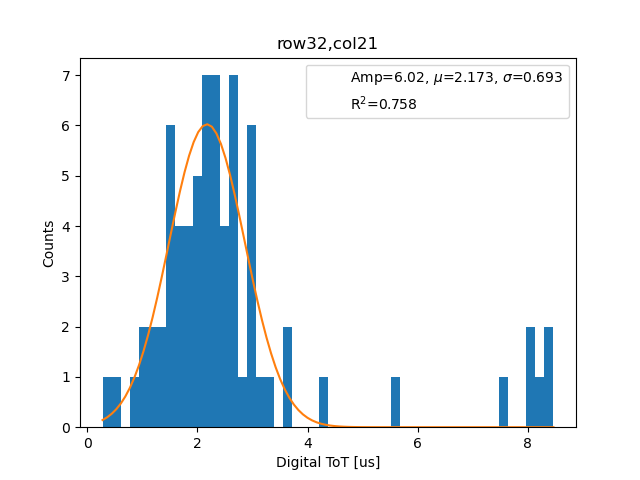 row32,col21
Amp=6.02, μ=2.173, σ=0.693
R²=0.758
7
6
5
4
3
2
1
0
Counts
0 2 4 6 8
Digital ToT [us]